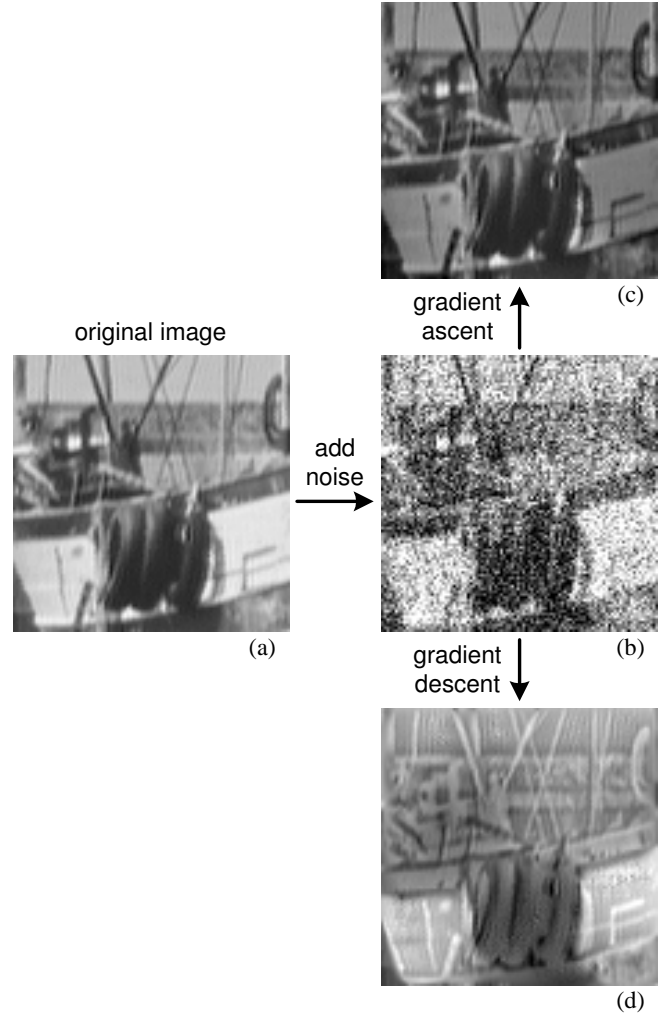 (c)
gradient
ascent
original image
add
noise
(a)
(b)
gradient
descent
(d)